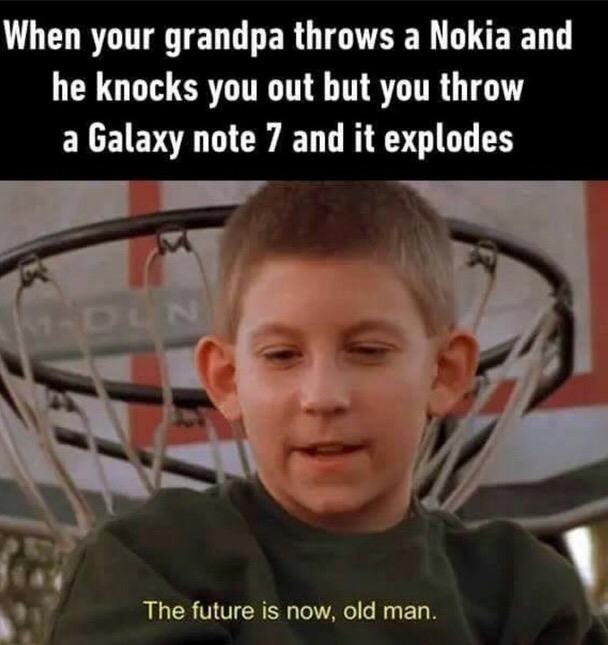 When your grandpa throws a Nokia and
he knocks you out but you throw
a Galaxy note 7 and it explodes
M-DUN
The future is now, old man.